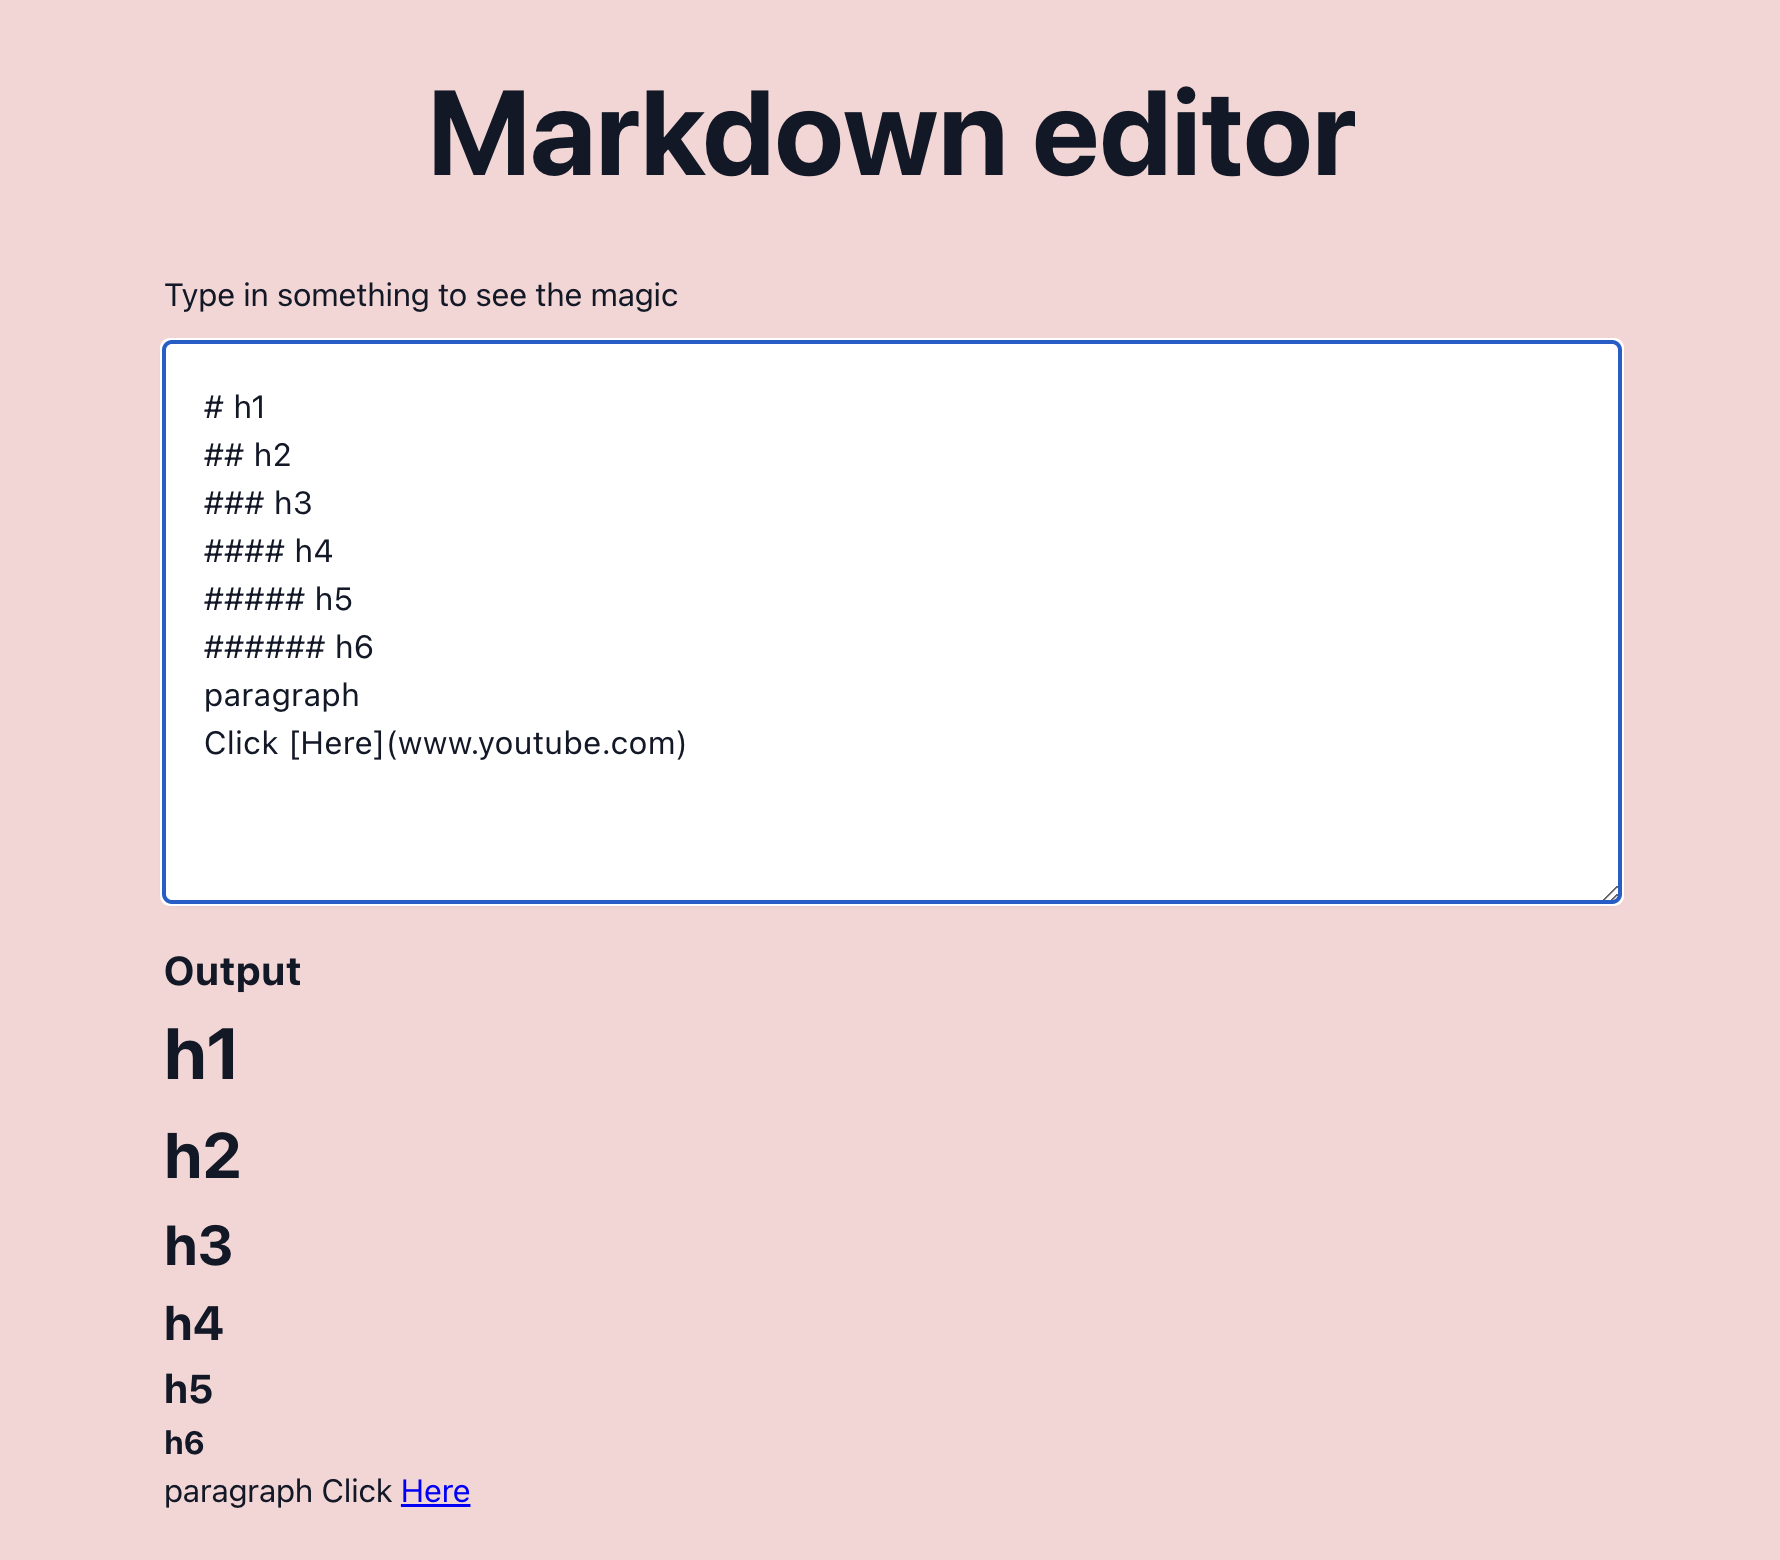 Markdown editor
Type in something to see the magic
# h1
## h2
### h3
#### h4
##### h5
###### h6
paragraph
Click [Here](www.youtube.com)
Output
h1
h2
h3
h4
h5
h6
paragraph Click Here